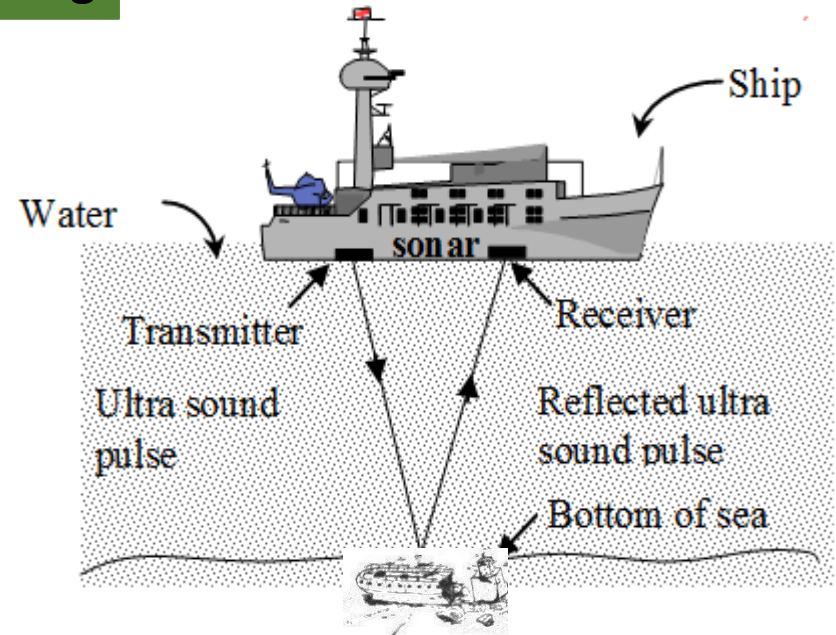 Ship
Water
sonar
Transmitter
Receiver
Ultra sound
pulse
Reflected ultra
sound pulse
Bottom of sea